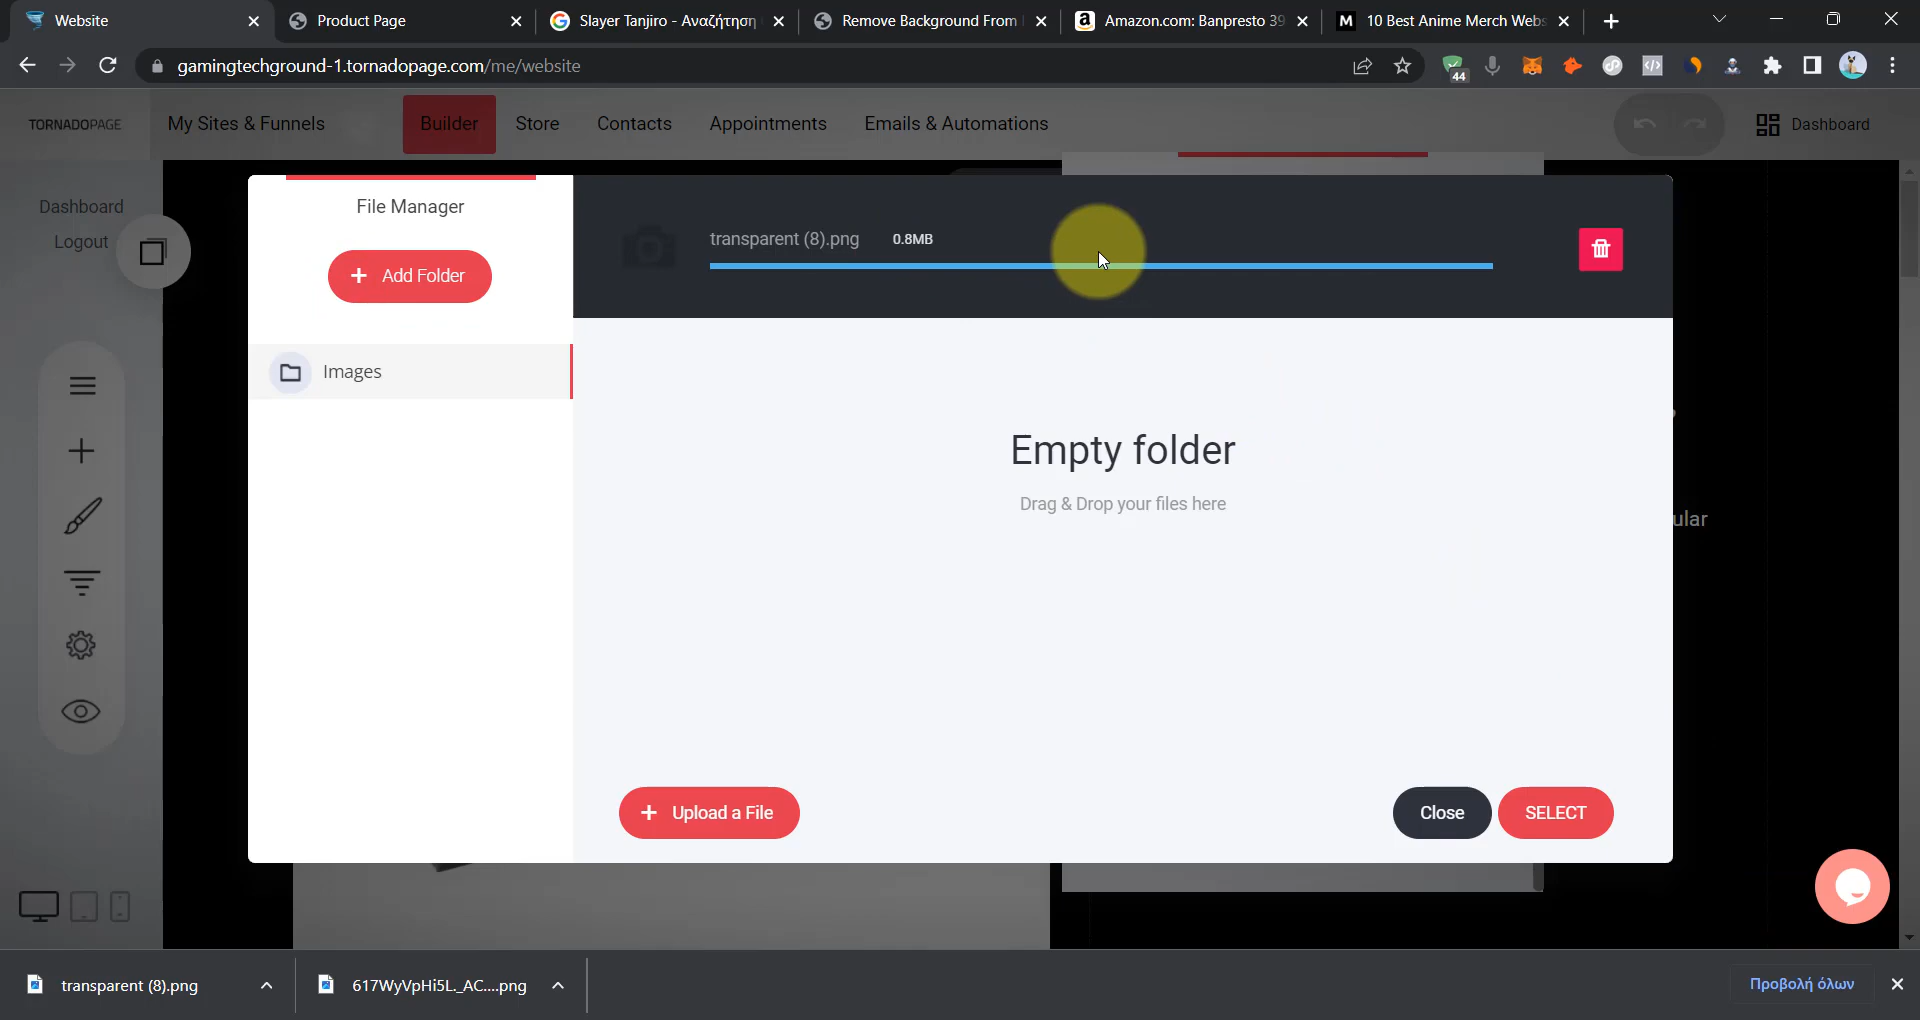 Website
Product Page
Slayer Tanjiro - Αναζήτηση
Remove Background From
Amazon.com: Banpresto 39
10 Best Anime Merch Webs
gamingtechground-1.tornadopage.com/me/website
44
TORNADOPAGE
My Sites & Funnels
Builder
Store
Contacts
Appointments
Emails & Automations
Dashboard
Dashboard
Logout
File Manager
+ Add Folder
Images
transparent (8).png 0.8MB
Empty folder
Drag & Drop your files here
ular
+ Upload a File
Close
SELECT
transparent (8).png
617WyVpHi5L._AC....png
Προβολή όλων